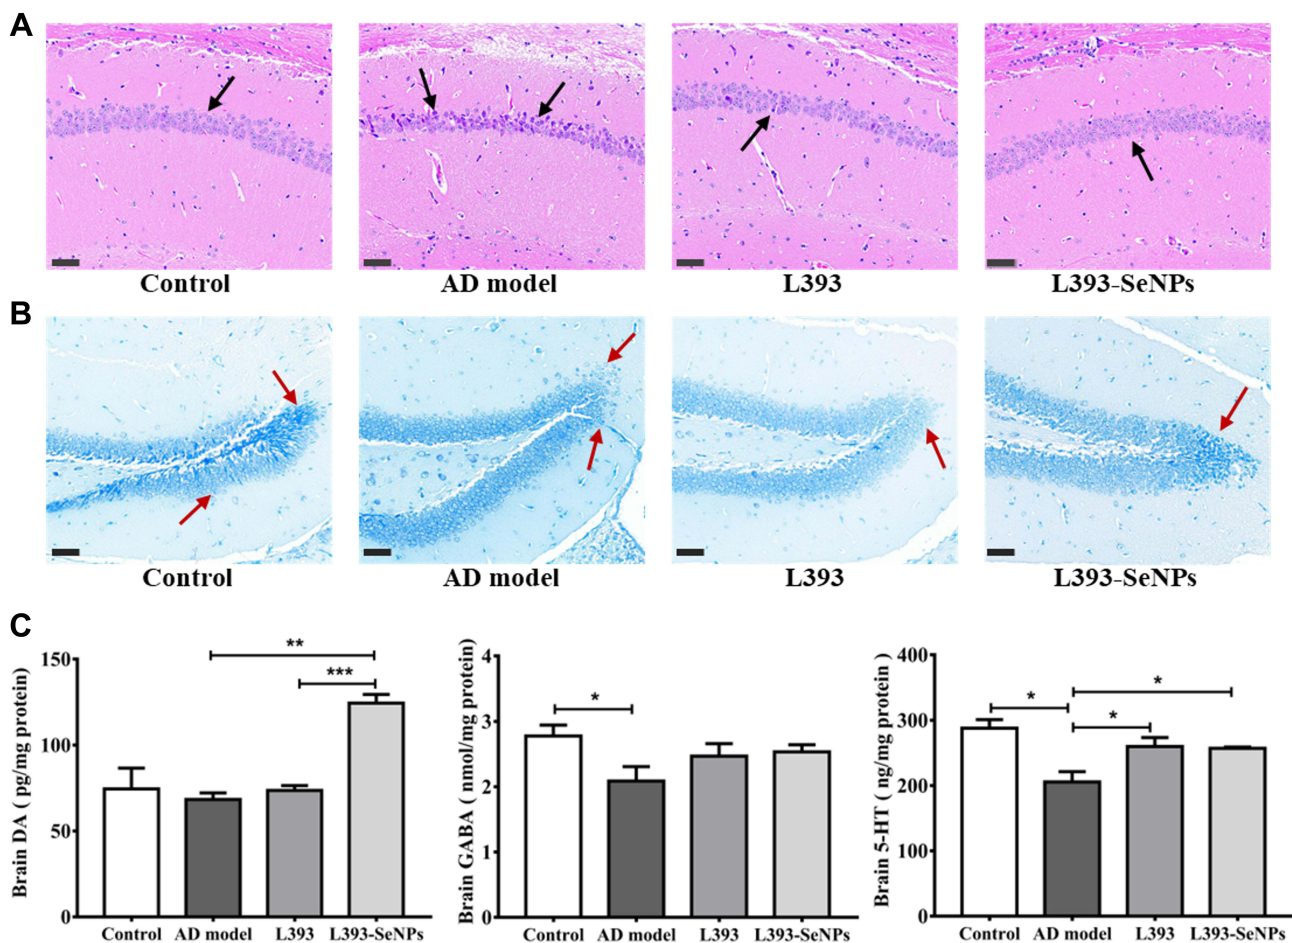 A
Control
AD model
L393
L393-SeNPs
B
Control
AD model
L393
L393-SeNPs
C
Brain DA ( pg/mg protein)
150
100
50
0
**
***
Control
AD model
L393
L393-SeNPs
Brain GABA ( nmol/mg protein)
4
3
2
1
0
*
Control
AD model
L393
L393-SeNPs
Brain 5-HT ( ng/mg protein )
400
300
200
100
0
*
*
*
Control
AD model
L393
L393-SeNPs